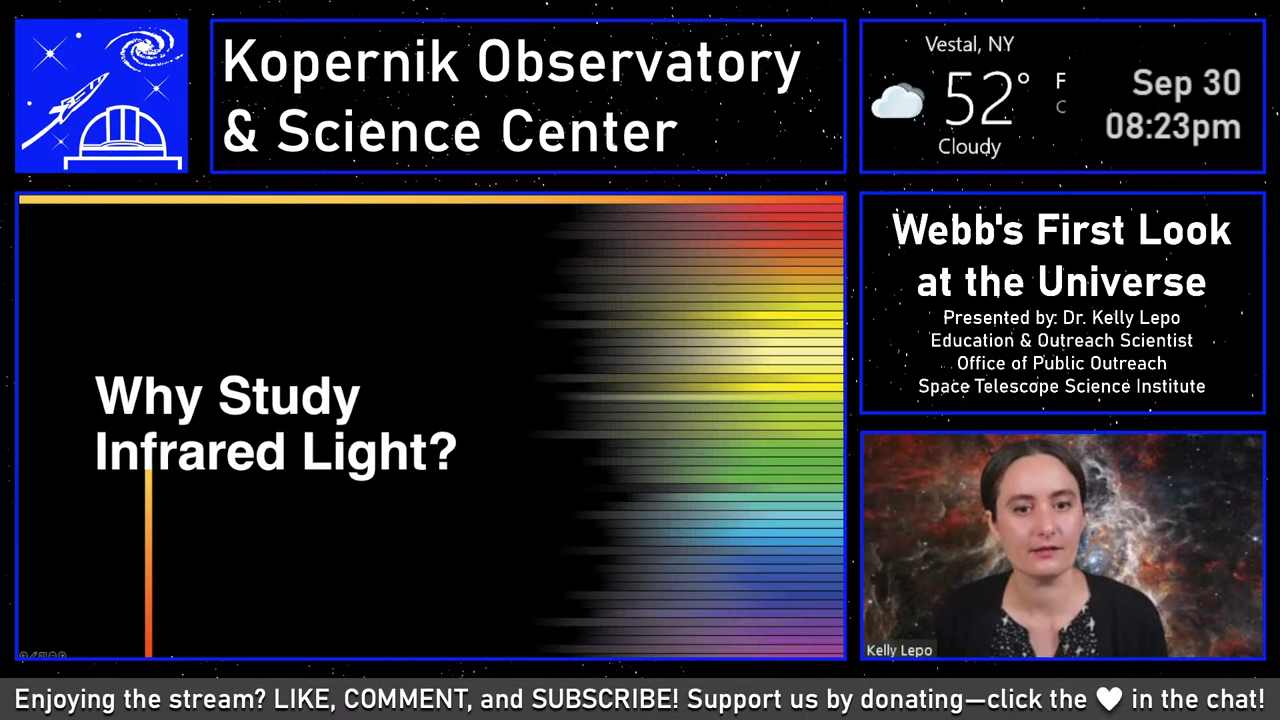 Kopernik Observatory
& Science Center
Vestal, NY
52°
F
C
Cloudy
Sep 30
08:23pm
Why Study
Infrared Light?
Webb's First Look
at the Universe
Presented by: Dr. Kelly Lepo
Education & Outreach Scientist
Office of Public Outreach
Space Telescope Science Institute
Kelly Lepo
Enjoying the stream? LIKE, COMMENT, and SUBSCRIBE! Support us by donating—click the ♥ in the chat!